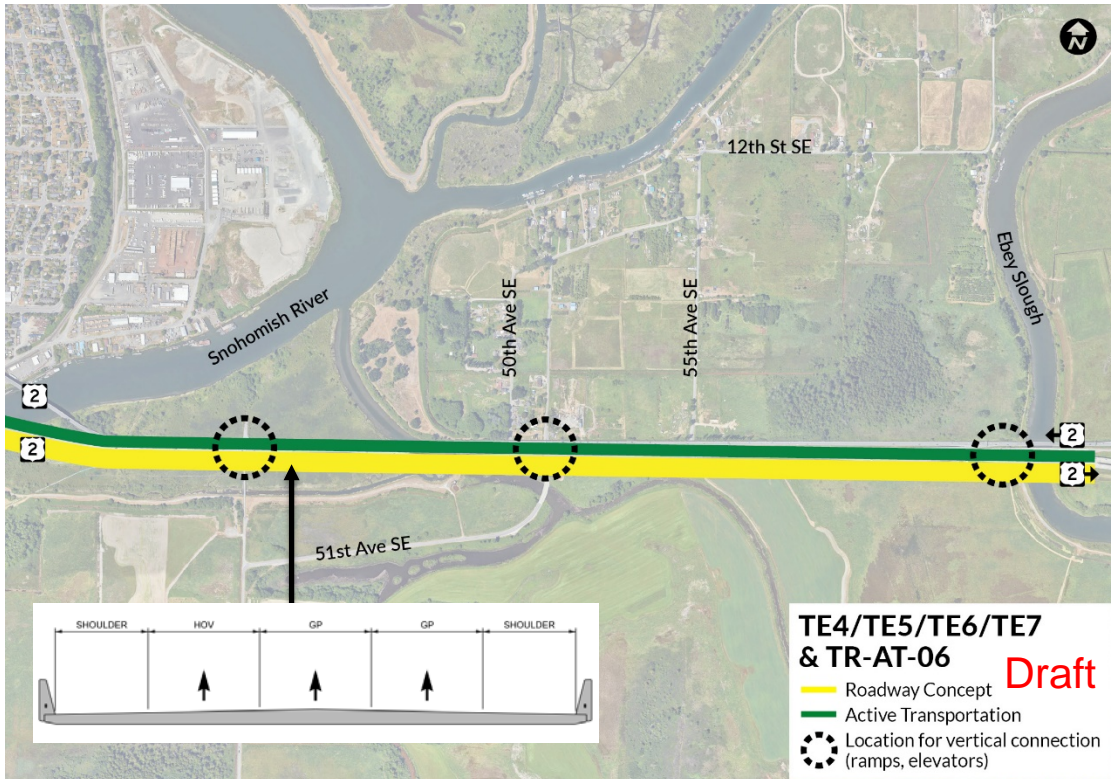 N
12th St SE
Ebey Slough
50th Ave SE
55th Ave SE
Snohomish River
2
2
2
2
51st Ave SE
SHOULDER HOV GP GP SHOULDER
TE4/TE5/TE6/TE7
& TR-AT-06
Draft
Roadway Concept
Active Transportation
Location for vertical connection
(ramps, elevators)